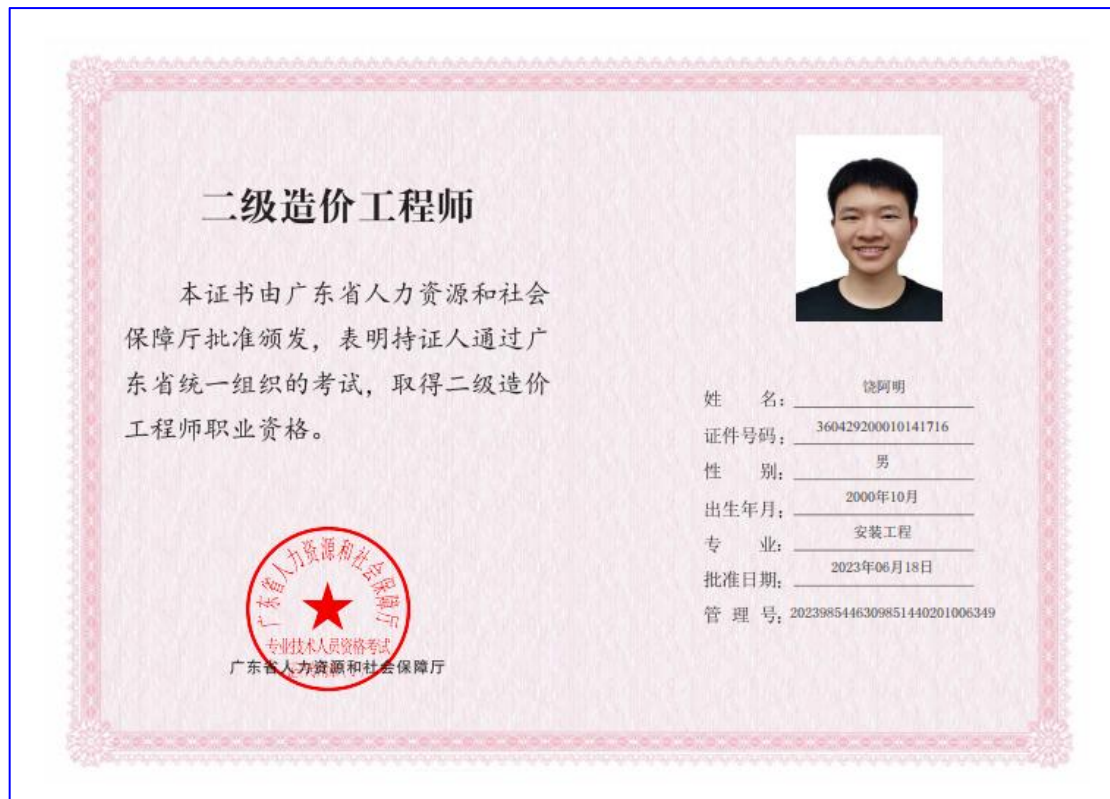 二级造价工程师
本证书由广东省人力资源和社会
保障厅批准颁发，表明持证人通过广
东省统一组织的考试，取得二级造价
工程师职业资格。
姓 名：饶阿明
证件号码：360429200010141716
性 别：男
出生年月：2000年10月
专 业：安装工程
批准日期：2023年06月18日
管 理 号：2023985446309851440201006349
广东省人力资源和社会保障厅
专业技术人员资格考试
广东省人力资源和社会保障厅